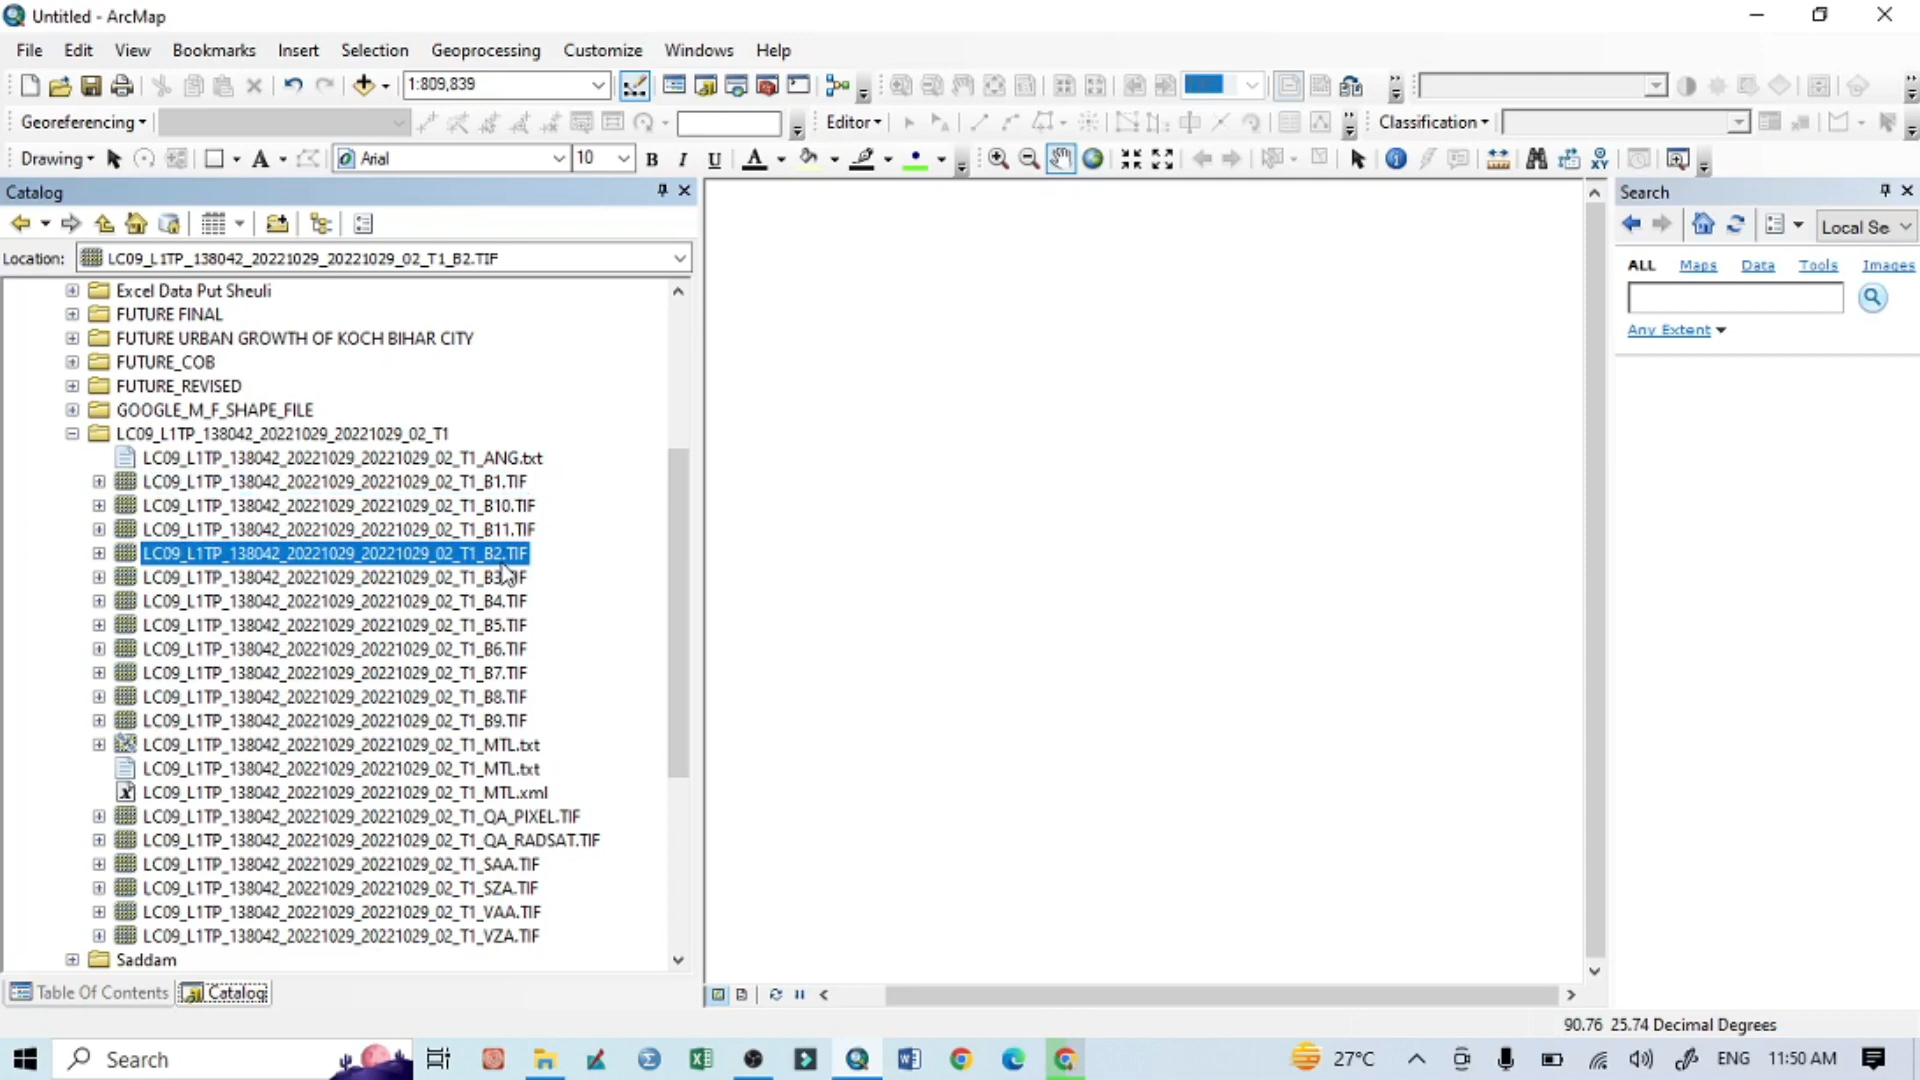 Untitled - ArcMap
File Edit View Bookmarks Insert Selection Geoprocessing Customize Windows Help
1:809,839
Georeferencing Editor Classification
Drawing Arial 10 B I U A
Catalog
Location: LC09_L1TP_138042_20221029_20221029_02_T1_B2.TIF
Excel Data Put Sheuli
FUTURE FINAL
FUTURE URBAN GROWTH OF KOCH BIHAR CITY
FUTURE_COB
FUTURE_REVISED
GOOGLE_M_F_SHAPE_FILE
LC09_L1TP_138042_20221029_20221029_02_T1
LC09_L1TP_138042_20221029_20221029_02_T1_ANG.txt
LC09_L1TP_138042_20221029_20221029_02_T1_B1.TIF
LC09_L1TP_138042_20221029_20221029_02_T1_B10.TIF
LC09_L1TP_138042_20221029_20221029_02_T1_B11.TIF
LC09_L1TP_138042_20221029_20221029_02_T1_B2.TIF
LC09_L1TP_138042_20221029_20221029_02_T1_B3.TIF
LC09_L1TP_138042_20221029_20221029_02_T1_B4.TIF
LC09_L1TP_138042_20221029_20221029_02_T1_B5.TIF
LC09_L1TP_138042_20221029_20221029_02_T1_B6.TIF
LC09_L1TP_138042_20221029_20221029_02_T1_B7.TIF
LC09_L1TP_138042_20221029_20221029_02_T1_B8.TIF
LC09_L1TP_138042_20221029_20221029_02_T1_B9.TIF
LC09_L1TP_138042_20221029_20221029_02_T1_MTL.txt
LC09_L1TP_138042_20221029_20221029_02_T1_MTL.txt
LC09_L1TP_138042_20221029_20221029_02_T1_MTL.xml
LC09_L1TP_138042_20221029_20221029_02_T1_QA_PIXEL.TIF
LC09_L1TP_138042_20221029_20221029_02_T1_QA_RADSAT.TIF
LC09_L1TP_138042_20221029_20221029_02_T1_SAA.TIF
LC09_L1TP_138042_20221029_20221029_02_T1_SZA.TIF
LC09_L1TP_138042_20221029_20221029_02_T1_VAA.TIF
LC09_L1TP_138042_20221029_20221029_02_T1_VZA.TIF
Saddam
Table Of Contents Catalog
Search
Local Se
ALL Maps Data Tools Images
Any Extent
90.76 25.74 Decimal Degrees
Search
27°C ENG 11:50 AM